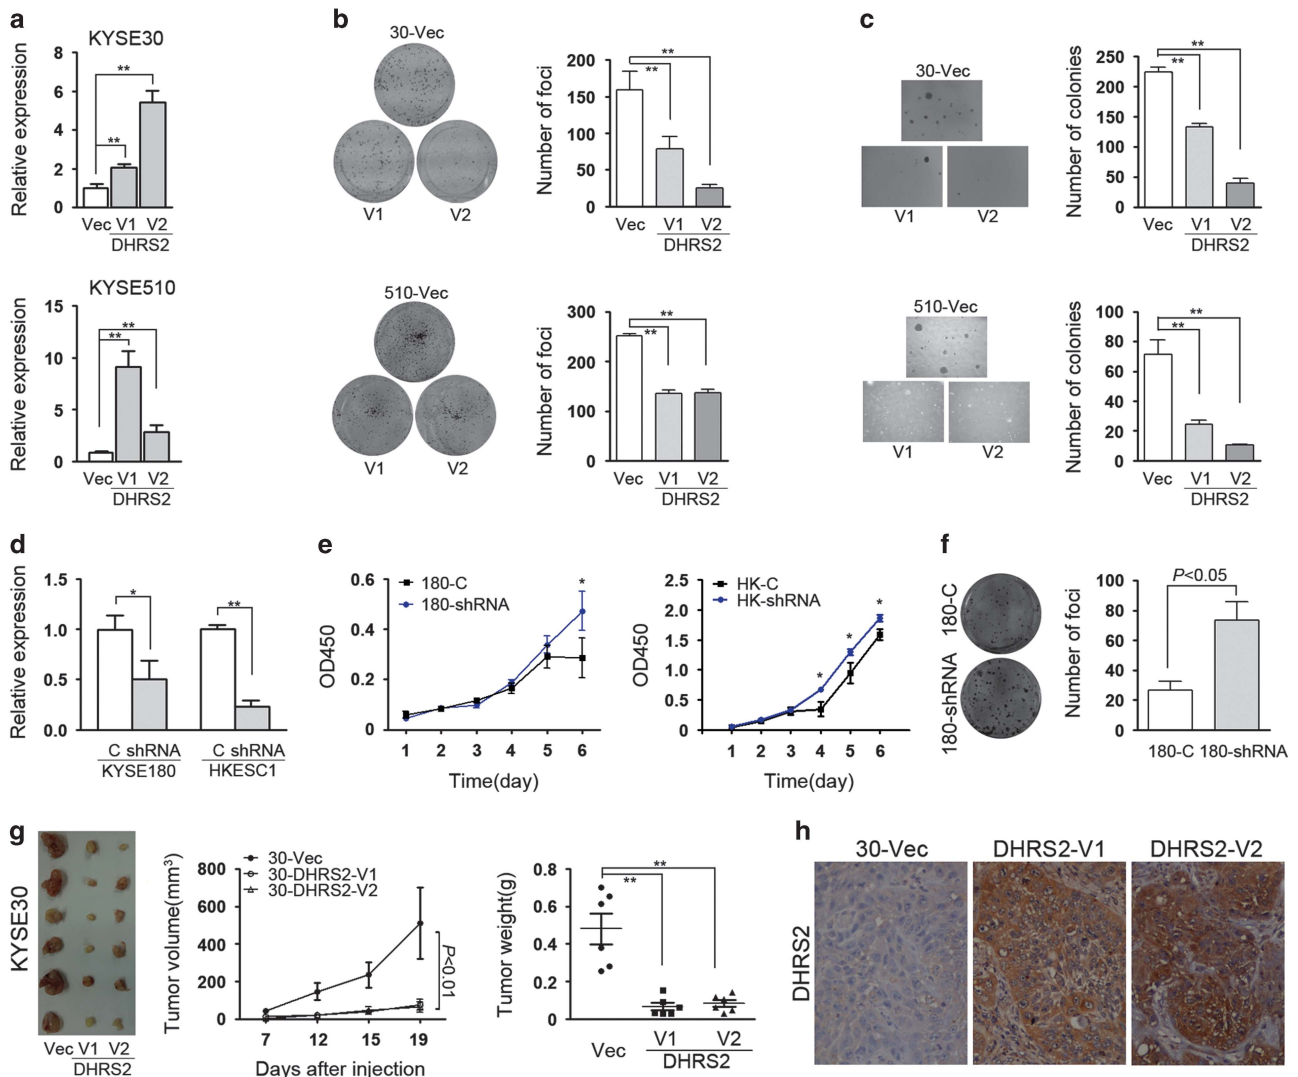 a
KYSE30
Relative expression
8
6
4
2
0
**
**
Vec V1 V2
DHRS2
KYSE510
Relative expression
15
10
5
0
**
**
Vec V1 V2
DHRS2
b
30-Vec
V1 V2
Number of foci
200
150
100
50
0
**
**
Vec V1 V2
DHRS2
510-Vec
V1 V2
Number of foci
300
200
100
0
**
**
Vec V1 V2
DHRS2
c
30-Vec
V1 V2
Number of colonies
250
200
150
100
50
0
**
**
Vec V1 V2
DHRS2
510-Vec
V1 V2
Number of colonies
100
80
60
40
20
0
**
**
Vec V1 V2
DHRS2
d
Relative expression
1.5
1.0
0.5
0.0
*
**
C shRNA C shRNA
KYSE180 HKESC1
e
OD450
0.6
0.4
0.2
0
180-C
180-shRNA
*
1 2 3 4 5 6
Time(day)
OD450
2.5
2.0
1.5
1.0
0.5
0
HK-C
HK-shRNA
*
*
*
1 2 3 4 5 6
Time(day)
f
180-C
180-shRNA
Number of foci
100
80
60
40
20
0
P<0.05
180-C 180-shRNA
g
KYSE30
Vec V1 V2
DHRS2
Tumor volume(mm³)
800
600
400
200
0
30-Vec
30-DHRS2-V1
30-DHRS2-V2
P<0.01
7 12 15 19
Days after injection
Tumor weight(g)
0.8
0.6
0.4
0.2
0
**
**
Vec V1 V2
DHRS2
h
30-Vec DHRS2-V1 DHRS2-V2
DHRS2